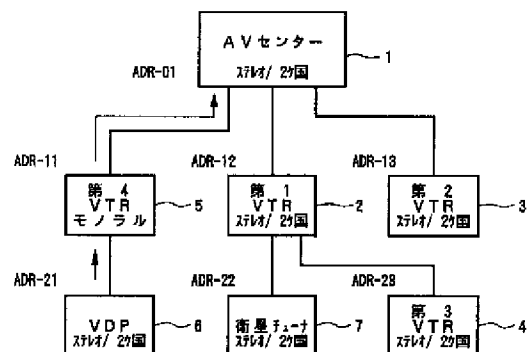 AVセンター
ステレオ/ 2ケ国
1
ADR-01
ADR-11
第 4
VTR
モノラル
5
ADR-12
第 1
VTR
ステレオ/ 2ケ国
2
ADR-13
第 2
VTR
ステレオ/ 2ケ国
3
ADR-21
VDP
ステレオ/ 2ケ国
6
ADR-22
衛星チューナ
ステレオ/ 2ケ国
7
ADR-23
第 3
VTR
ステレオ/ 2ケ国
4